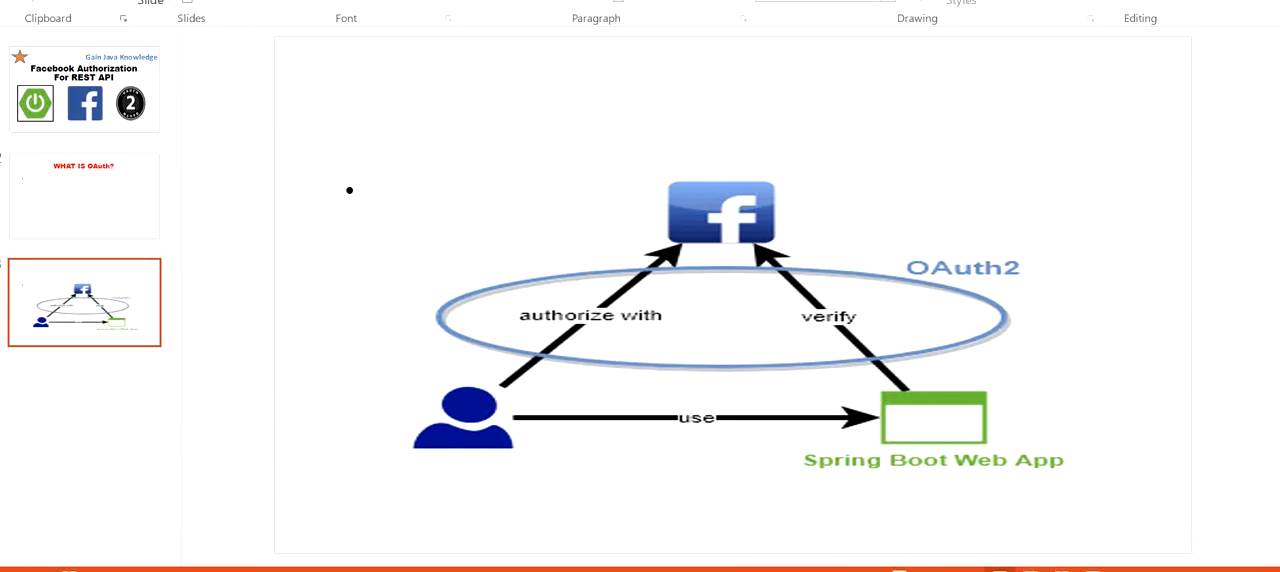 Slide
Styles
Clipboard
Slides
Font
Paragraph
Drawing
Editing
Gain Java Knowledge
Facebook Authorization
For REST API
f
2
WHAT IS OAuth?
f
OAuth2
authorize with
verify
use
Spring Boot Web App